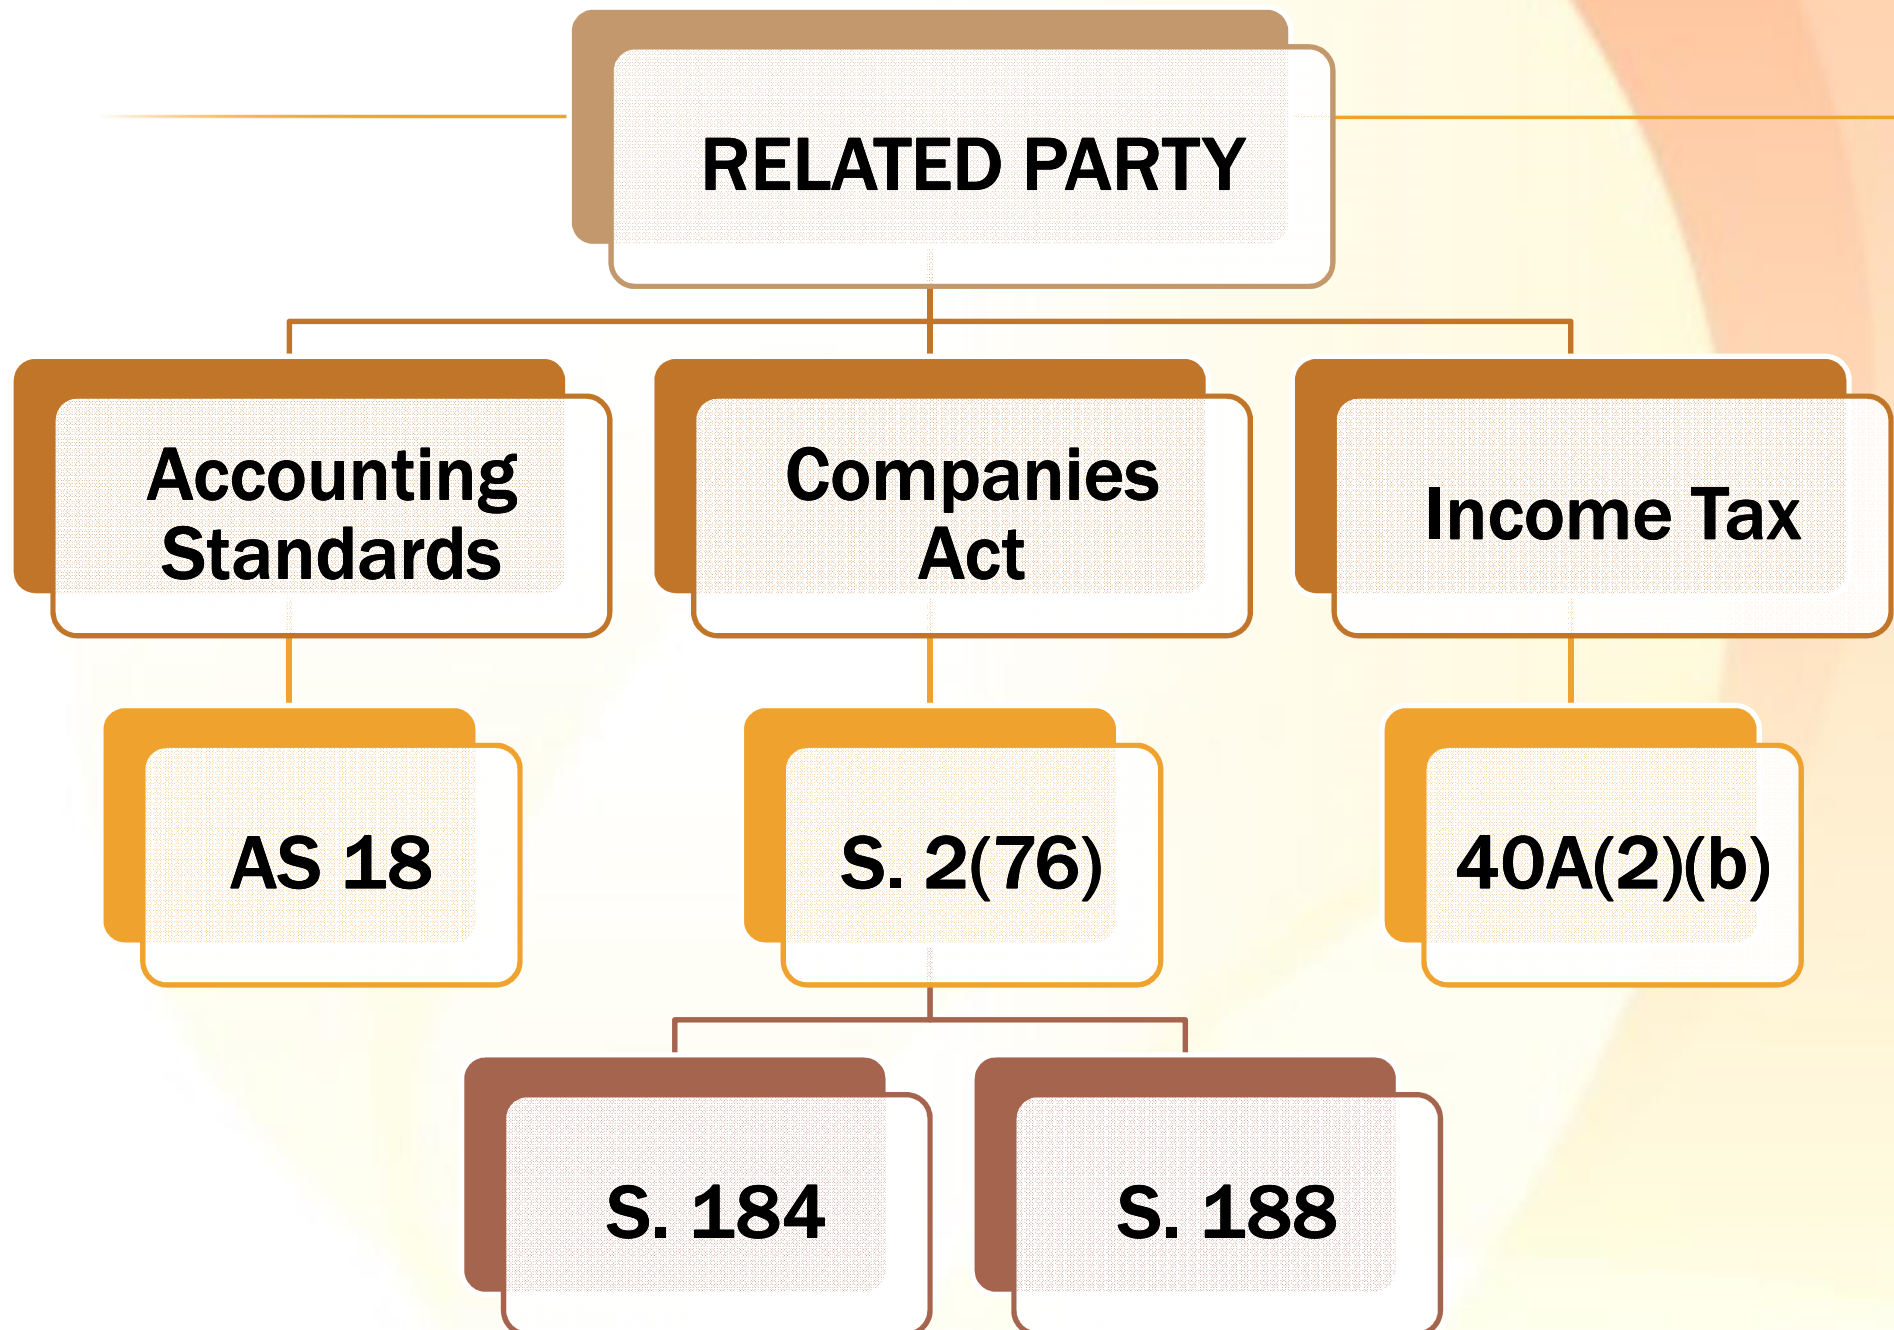 RELATED PARTY
Accounting
Standards
Companies
Act
Income Tax
AS 18
S. 2(76)
40A(2)(b)
S. 184
S. 188